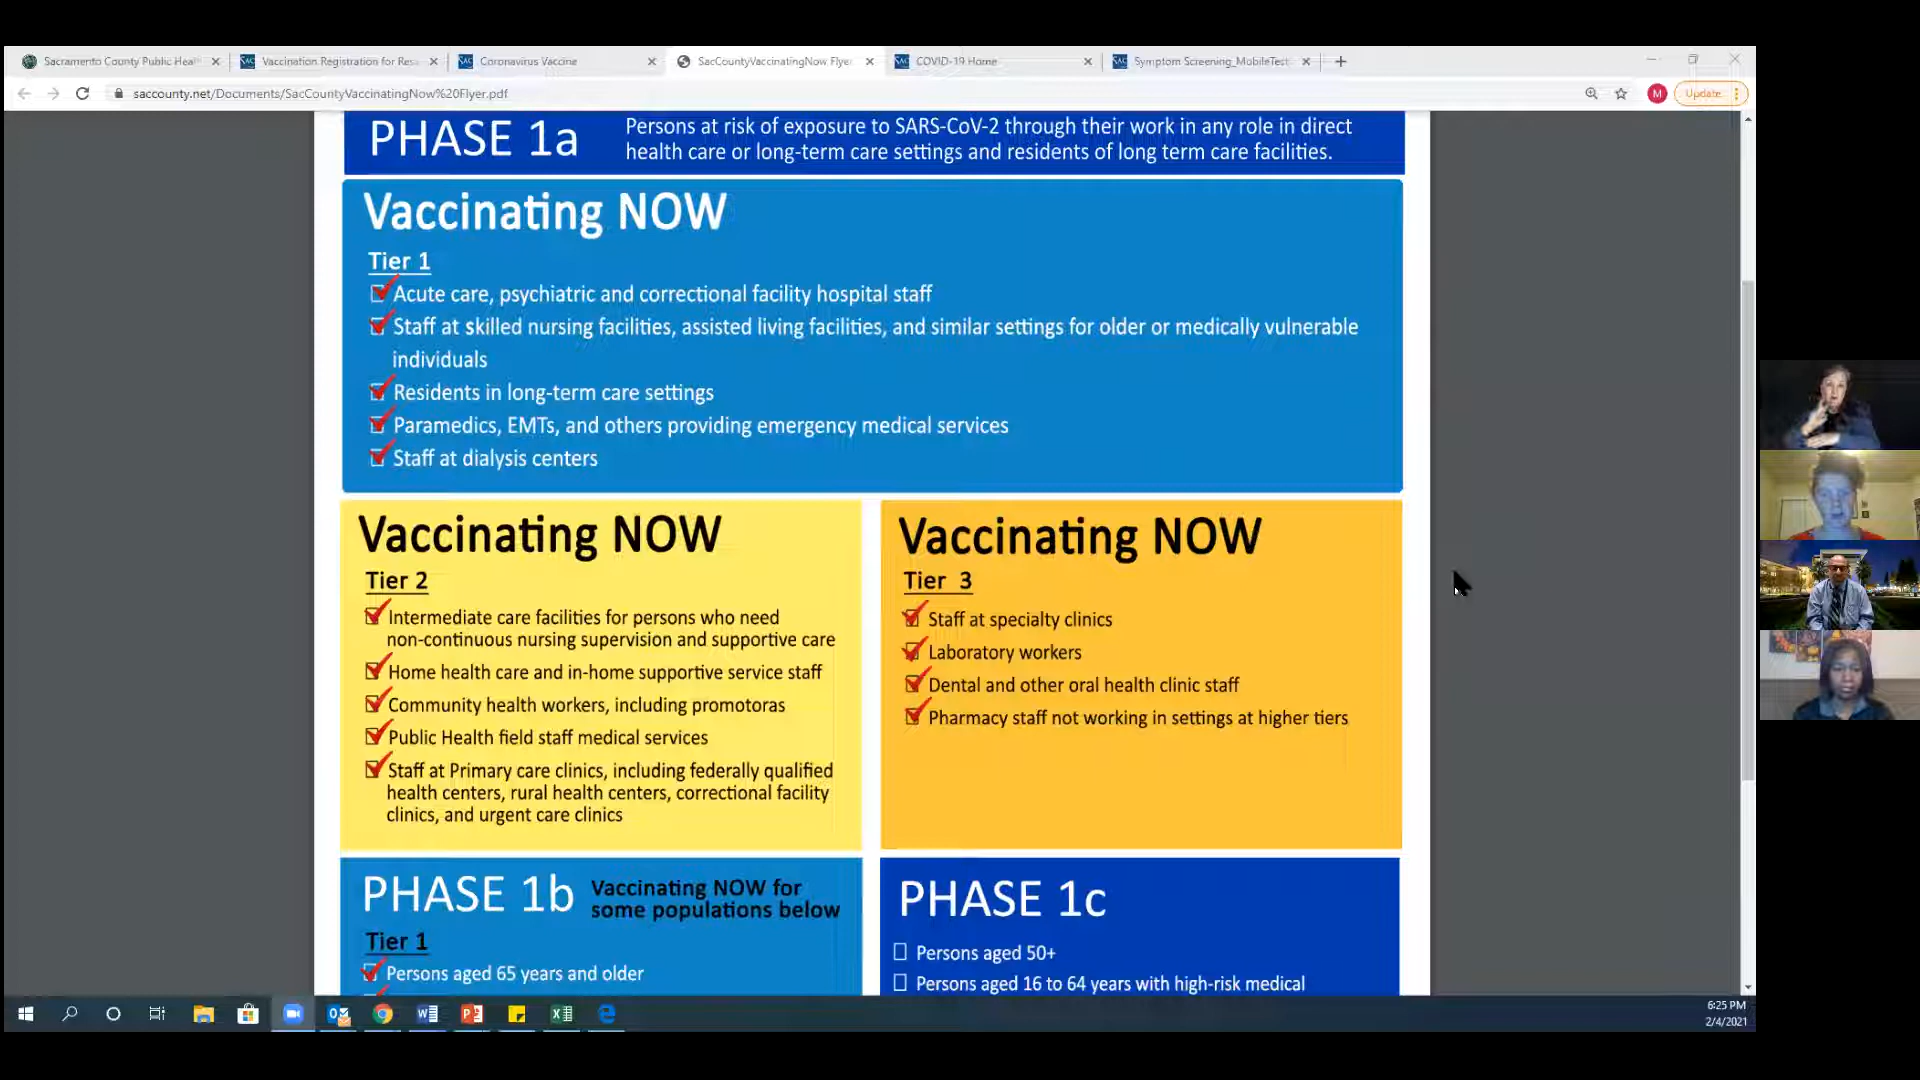 Sacramento County Public Heal
Vaccination Registration for Res
Coronavirus Vaccine
SacCountyVaccinatingNow Flye
COVID-19 Home
Symptom Screening_MobileTest
saccounty.net/Documents/SacCountyVaccinatingNow%20Flyer.pdf
M
Update
PHASE 1a
Persons at risk of exposure to SARS-CoV-2 through their work in any role in direct
health care or long-term care settings and residents of long term care facilities.
Vaccinating NOW
Tier 1
Acute care, psychiatric and correctional facility hospital staff
Staff at skilled nursing facilities, assisted living facilities, and similar settings for older or medically vulnerable
individuals
Residents in long-term care settings
Paramedics, EMTs, and others providing emergency medical services
Staff at dialysis centers
Vaccinating NOW
Tier 2
Intermediate care facilities for persons who need
non-continuous nursing supervision and supportive care
Home health care and in-home supportive service staff
Community health workers, including promotoras
Public Health field staff medical services
Staff at Primary care clinics, including federally qualified
health centers, rural health centers, correctional facility
clinics, and urgent care clinics
Vaccinating NOW
Tier 3
Staff at specialty clinics
Laboratory workers
Dental and other oral health clinic staff
Pharmacy staff not working in settings at higher tiers
PHASE 1b
Vaccinating NOW for
some populations below
Tier 1
Persons aged 65 years and older
PHASE 1c
Persons aged 50+
Persons aged 16 to 64 years with high-risk medical
6:25 PM
2/4/2021